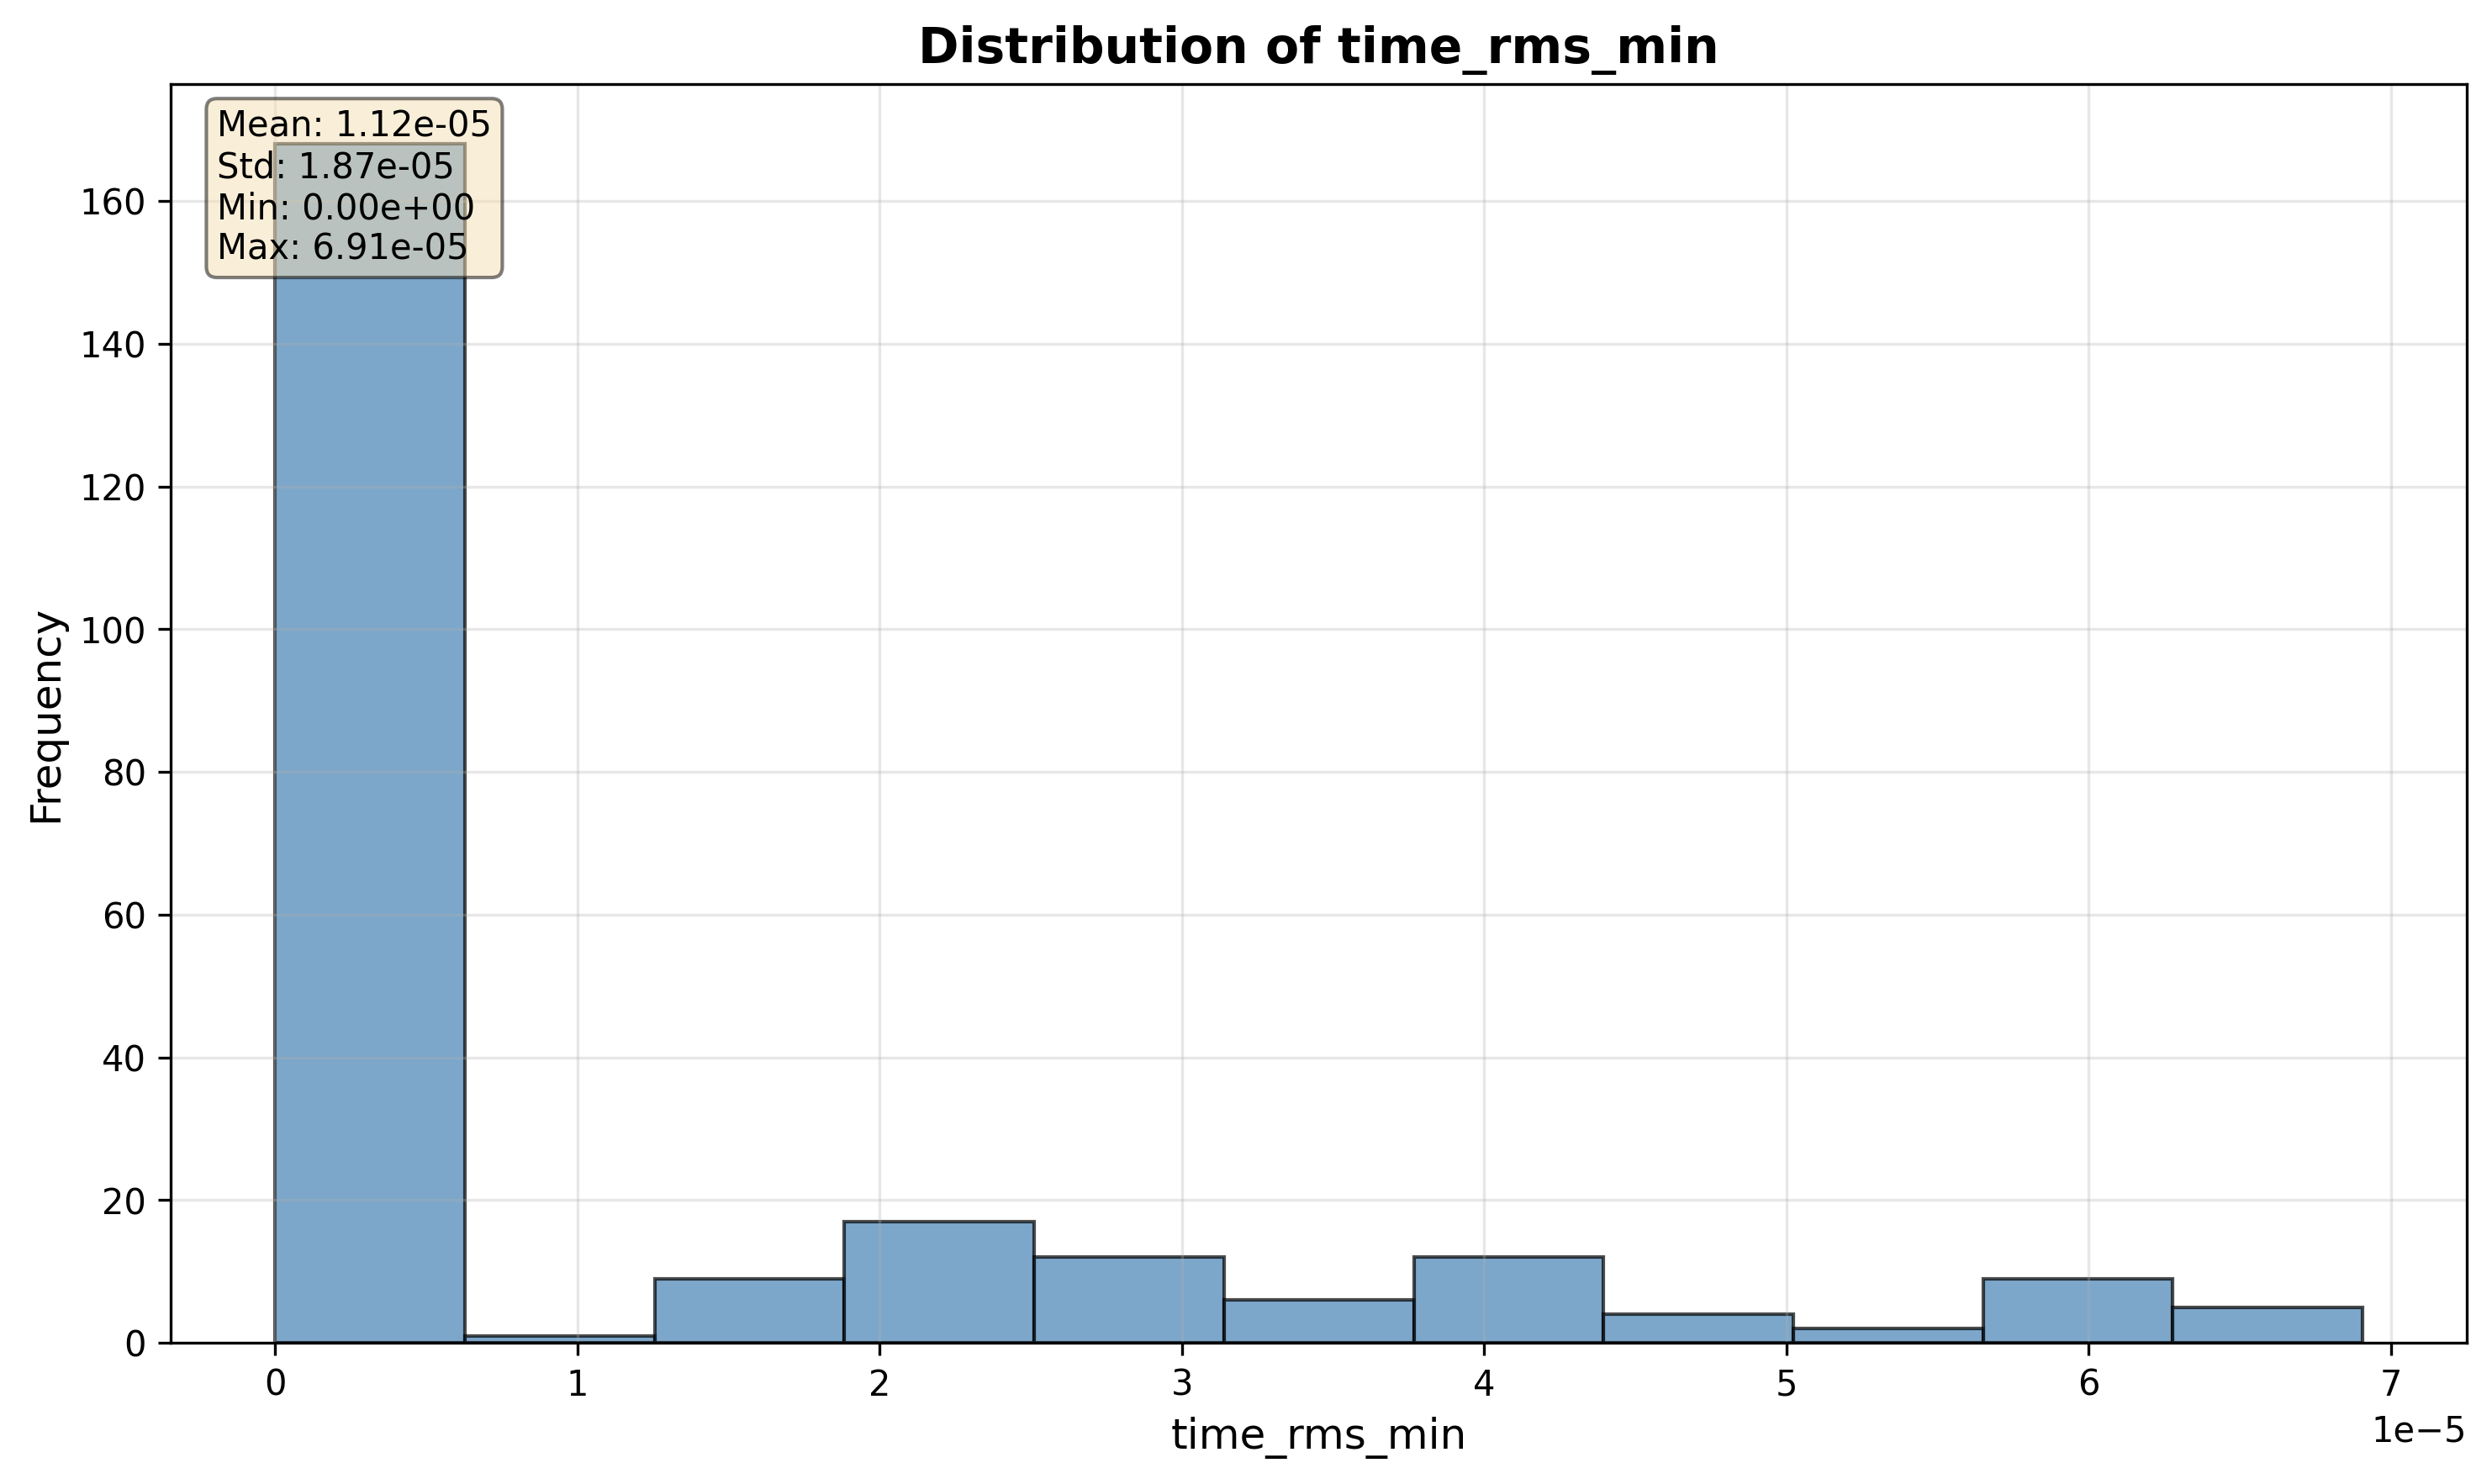 Distribution of time_rms_min
Mean: 1.12e-05
Std: 1.87e-05
Min: 0.00e+00
Max: 6.91e-05
Frequency
160
140
120
100
80
60
40
20
0
0 1 2 3 4 5 6 7
1e−5
time_rms_min